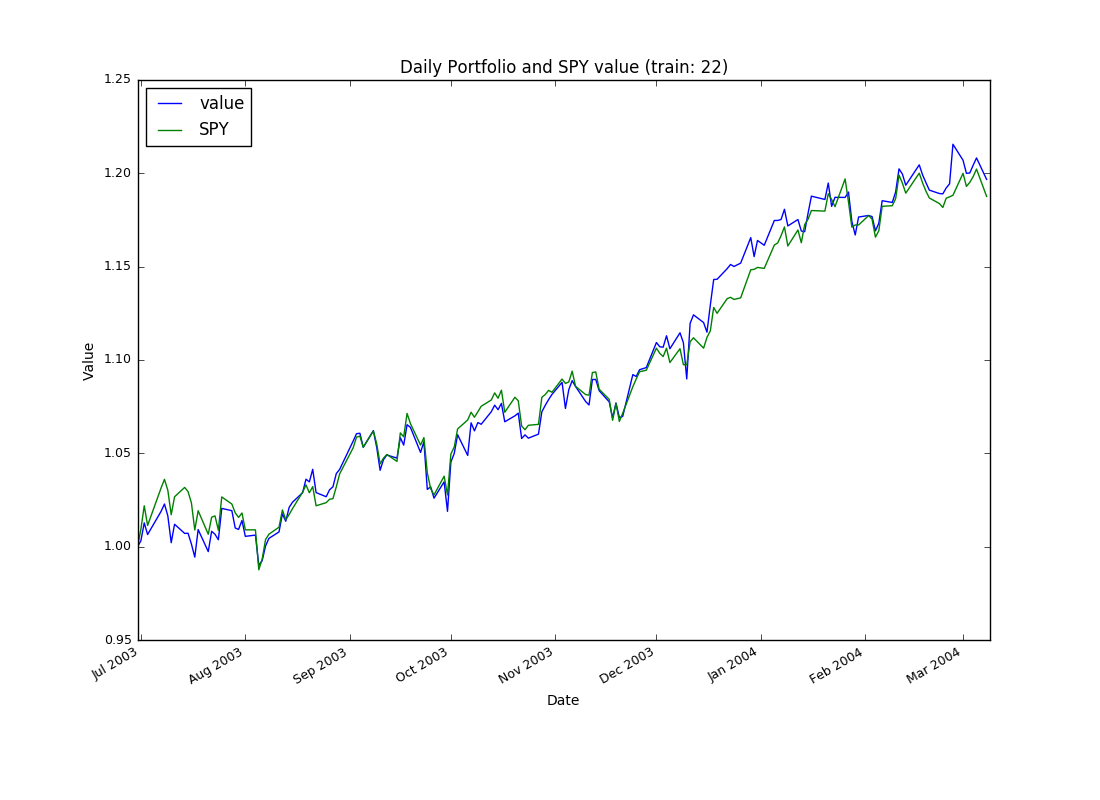 Daily Portfolio and SPY value (train: 22)
1.25
value
SPY
1.20
1.15
1.10
1.05
1.00
0.95
Value
Jul 2003
Aug 2003
Sep 2003
Oct 2003
Nov 2003
Dec 2003
Jan 2004
Feb 2004
Mar 2004
Date